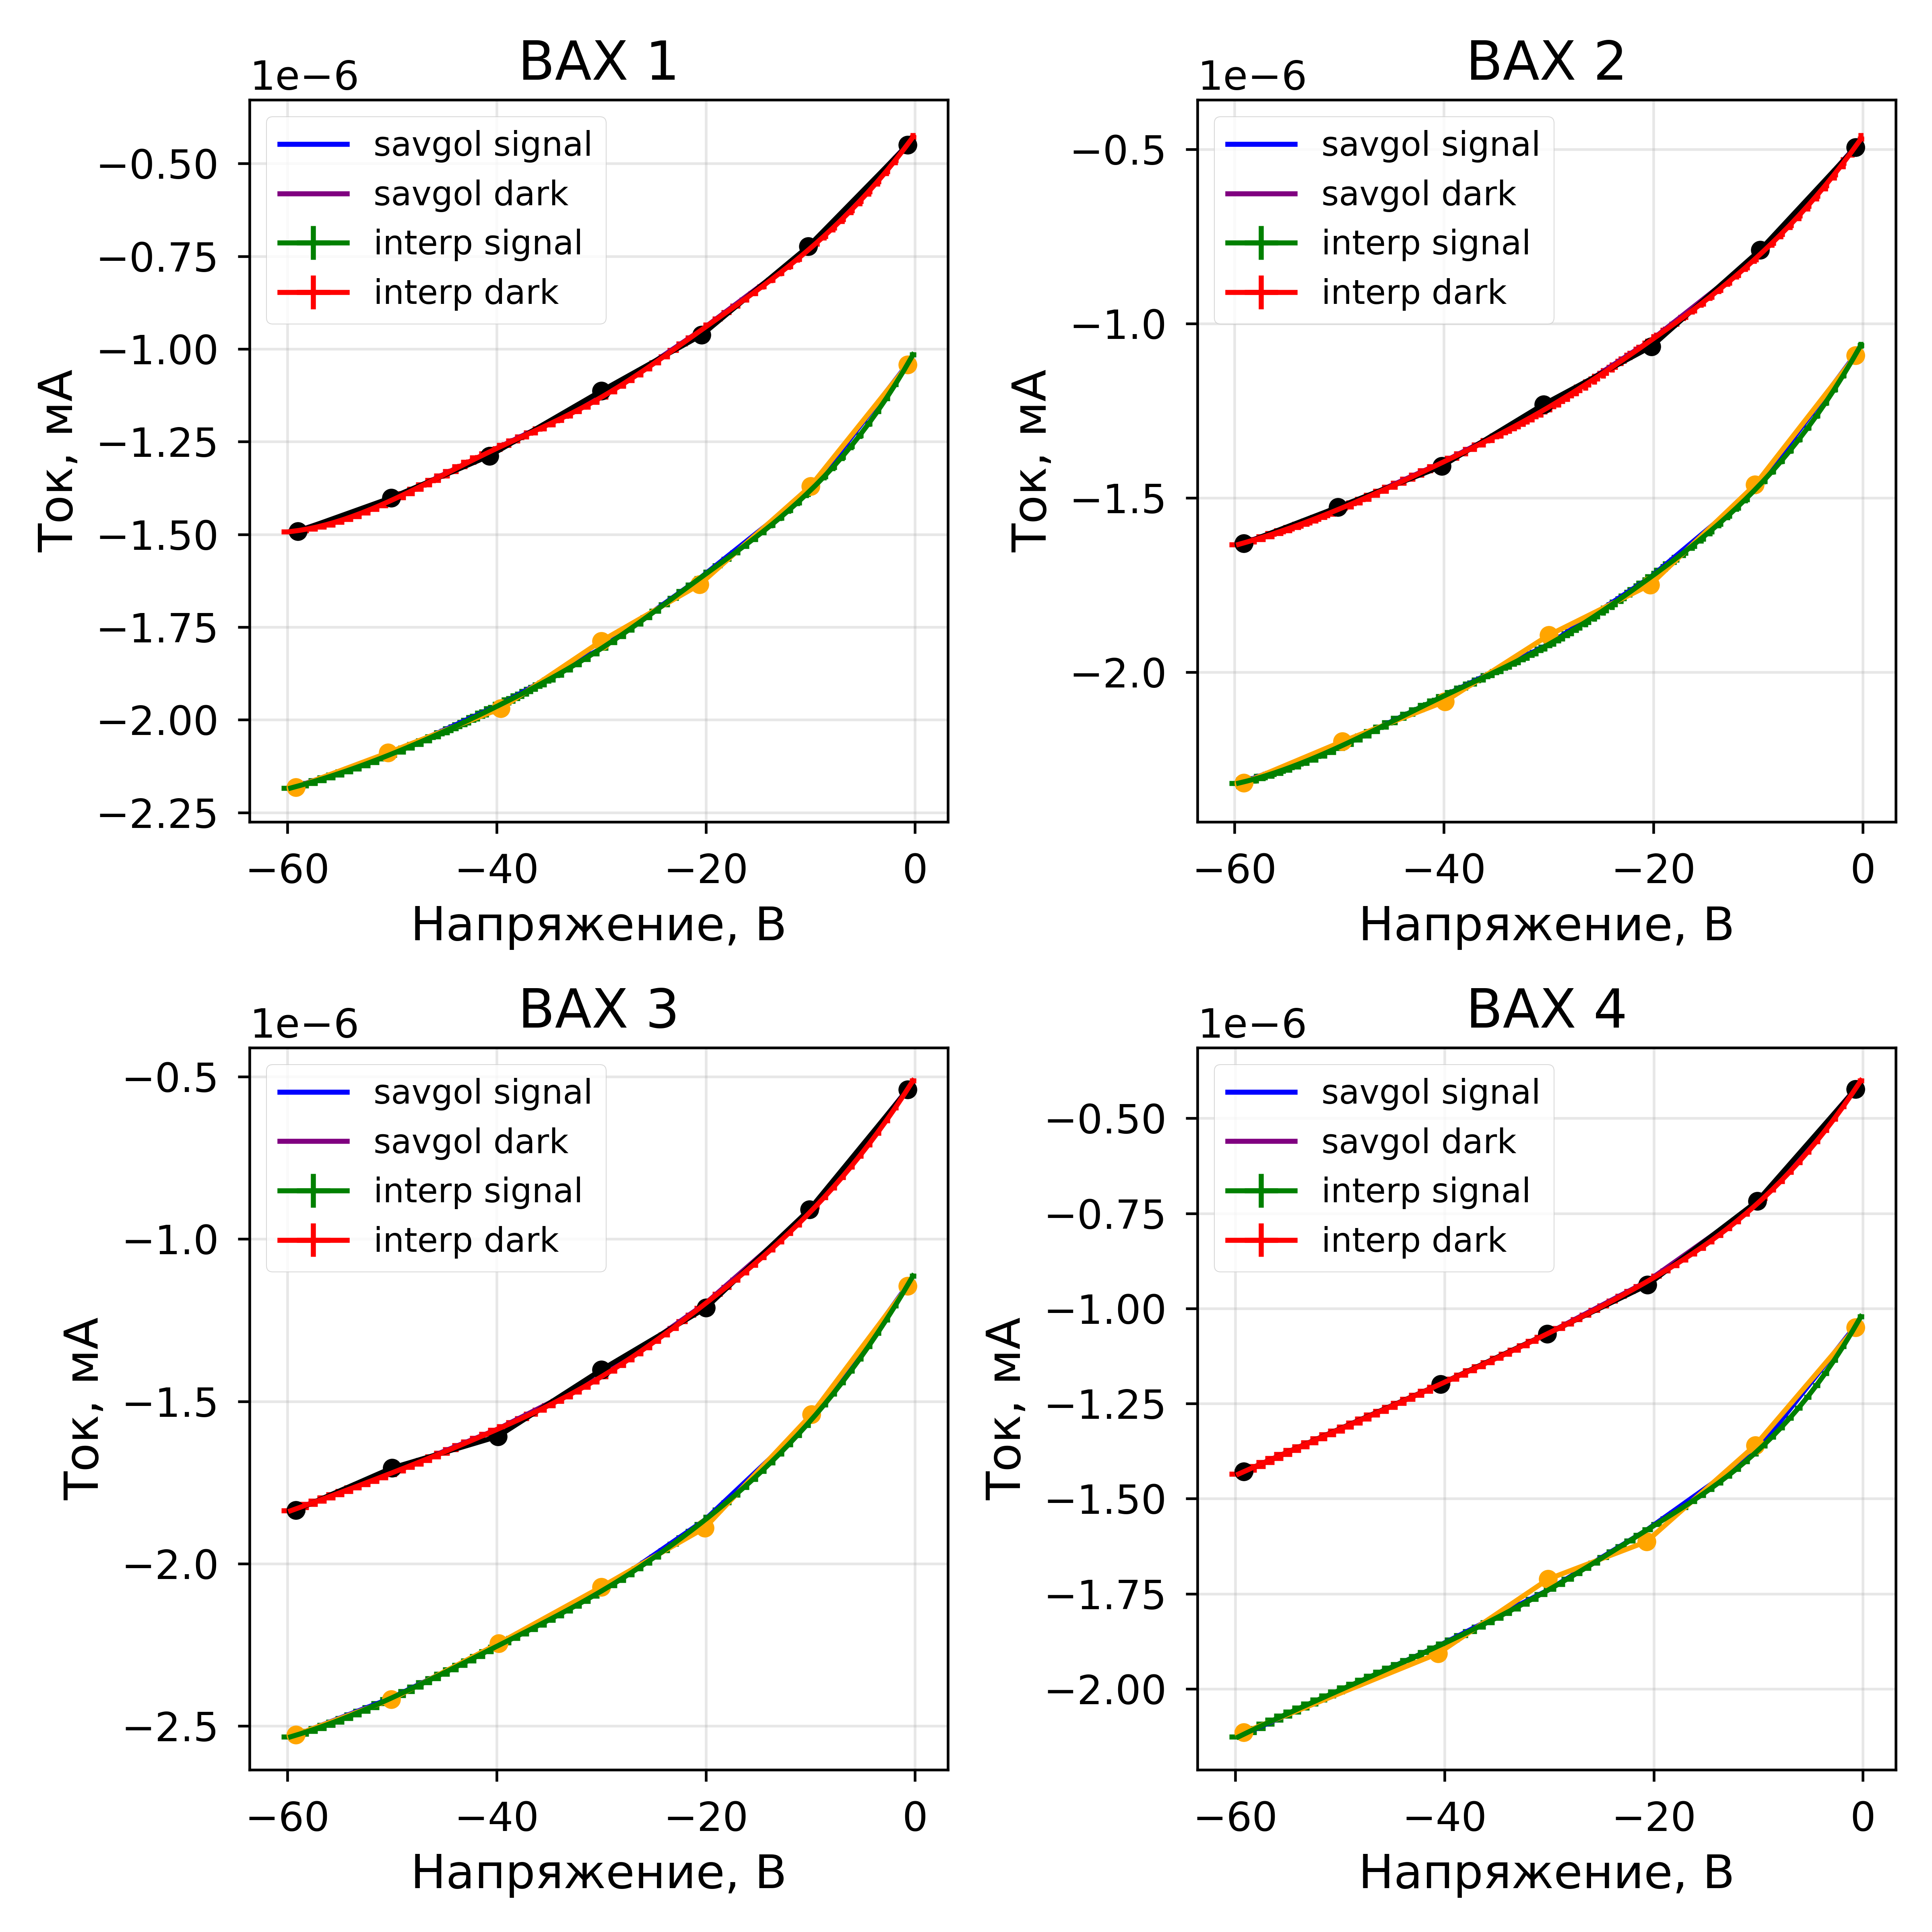 ВАХ 1
1e−6
savgol signal
savgol dark
interp signal
interp dark
−0.50
−0.75
−1.00
−1.25
−1.50
−1.75
−2.00
−2.25
Ток, мА
−60 −40 −20 0
Напряжение, В
ВАХ 2
1e−6
savgol signal
savgol dark
interp signal
interp dark
−0.5
−1.0
−1.5
−2.0
Ток, мА
−60 −40 −20 0
Напряжение, В
ВАХ 3
1e−6
savgol signal
savgol dark
interp signal
interp dark
−0.5
−1.0
−1.5
−2.0
−2.5
Ток, мА
−60 −40 −20 0
Напряжение, В
ВАХ 4
1e−6
savgol signal
savgol dark
interp signal
interp dark
−0.50
−0.75
−1.00
−1.25
−1.50
−1.75
−2.00
Ток, мА
−60 −40 −20 0
Напряжение, В